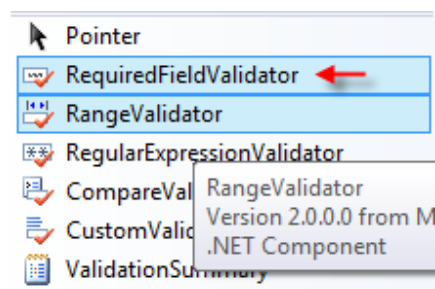 Pointer
RequiredFieldValidator
RangeValidator
RegularExpressionValidator
CompareVal
RangeValidator
Version 2.0.0.0 from M
.NET Component
CustomValid
ValidationSummary